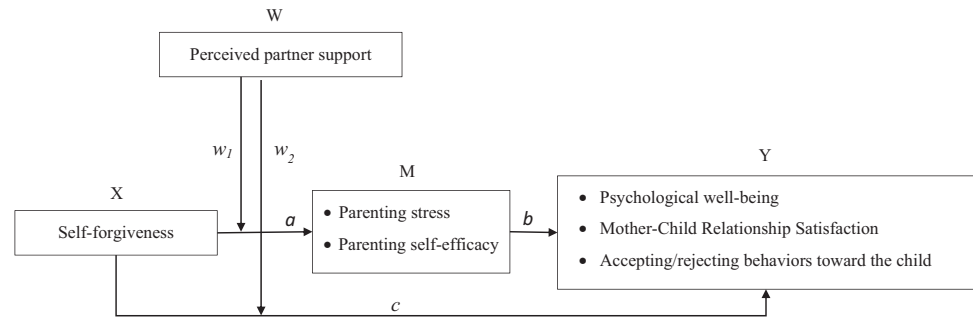 W
Perceived partner support
w1
w2
M
Y
X
• Psychological well-being
• Parenting stress
a
b
Self-forgiveness
• Mother-Child Relationship Satisfaction
• Parenting self-efficacy
• Accepting/rejecting behaviors toward the child
c